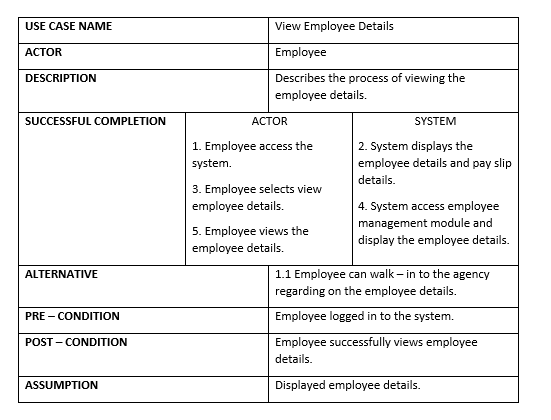 USE CASE NAME
View Employee Details
ACTOR
Employee
DESCRIPTION
Describes the process of viewing the
employee details.
SUCCESSFUL COMPLETION
ACTOR
1. Employee access the
system.
3. Employee selects view
employee details.
5. Employee views the
employee details.
SYSTEM
2. System displays the
employee details and pay slip
details.
4. System access employee
management module and
display the employee details.
ALTERNATIVE
1.1 Employee can walk – in to the agency
regarding on the employee details.
PRE – CONDITION
Employee logged in to the system.
POST – CONDITION
Employee successfully views employee
details.
ASSUMPTION
Displayed employee details.